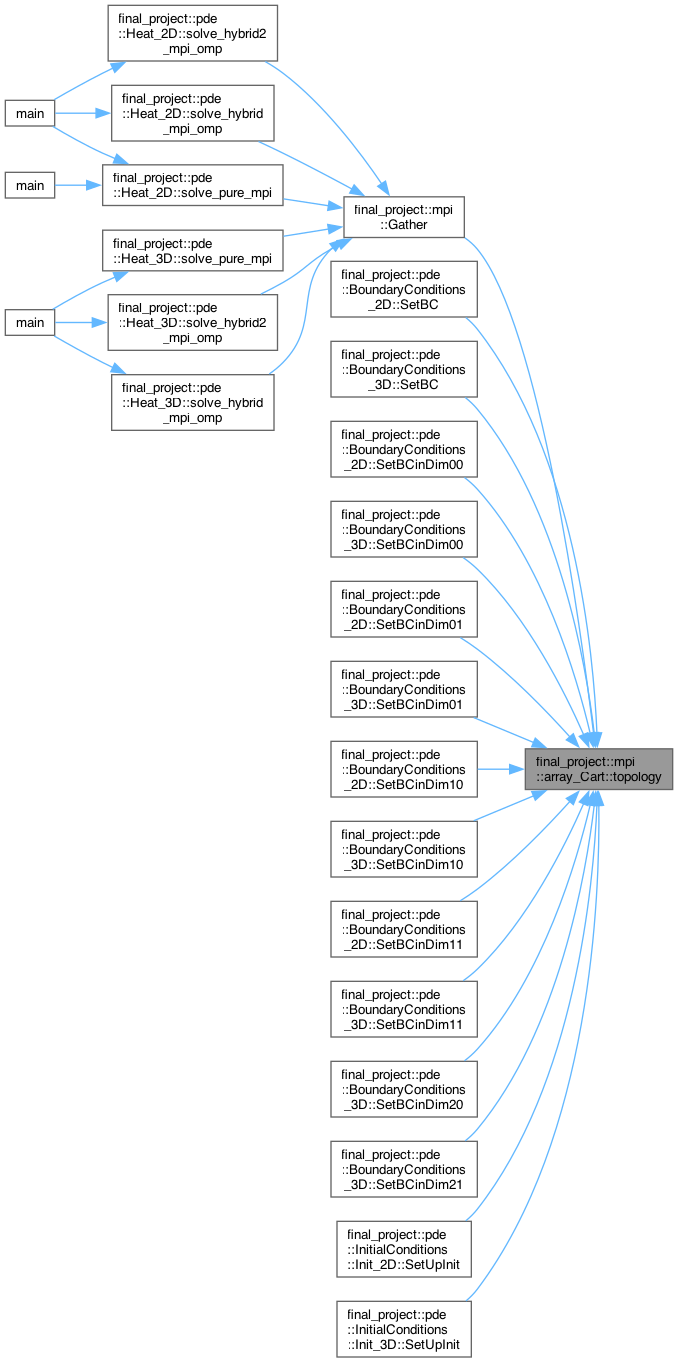 final_project::pde
::Heat_2D::solve_hybrid2
_mpi_omp
main
final_project::pde
::Heat_2D::solve_hybrid
_mpi_omp
main
final_project::pde
::Heat_2D::solve_pure_mpi
final_project::mpi
::Gather
final_project::pde
::Heat_3D::solve_pure_mpi
final_project::pde
::BoundaryConditions
_2D::SetBC
main
final_project::pde
::Heat_3D::solve_hybrid2
_mpi_omp
final_project::pde
::BoundaryConditions
_3D::SetBC
final_project::pde
::Heat_3D::solve_hybrid
_mpi_omp
final_project::pde
::BoundaryConditions
_2D::SetBCinDim00
final_project::pde
::BoundaryConditions
_3D::SetBCinDim00
final_project::pde
::BoundaryConditions
_2D::SetBCinDim01
final_project::pde
::BoundaryConditions
_3D::SetBCinDim01
final_project::pde
::BoundaryConditions
_2D::SetBCinDim10
final_project::mpi
::array_Cart::topology
final_project::pde
::BoundaryConditions
_3D::SetBCinDim10
final_project::pde
::BoundaryConditions
_2D::SetBCinDim11
final_project::pde
::BoundaryConditions
_3D::SetBCinDim11
final_project::pde
::BoundaryConditions
_3D::SetBCinDim20
final_project::pde
::BoundaryConditions
_3D::SetBCinDim21
final_project::pde
::InitialConditions
::Init_2D::SetUpInit
final_project::pde
::InitialConditions
::Init_3D::SetUpInit